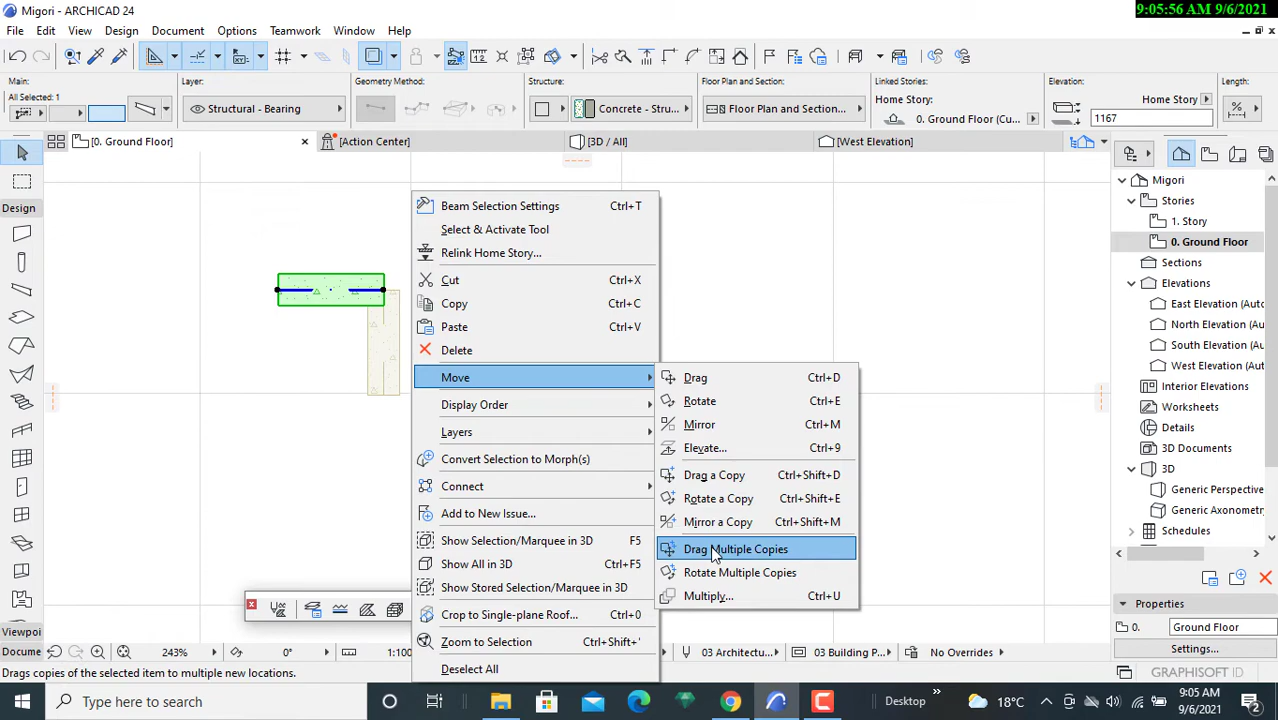 Migori - ARCHICAD 24
9:05:56 AM 9/6/2021
File Edit View Design Document Options Teamwork Window Help
Main:
All Selected: 1
Layer:
Structural - Bearing
Geometry Method:
Structure:
Concrete - Stru...
Floor Plan and Section:
Floor Plan and Section...
Linked Stories:
Home Story:
0. Ground Floor (Cu...
Elevation:
Home Story
1167
Length:
%
[0. Ground Floor]
[Action Center]
[3D / All]
[West Elevation]
Design
Beam Selection Settings Ctrl+T
Select & Activate Tool
Relink Home Story...
Cut Ctrl+X
Copy Ctrl+C
Paste Ctrl+V
Delete
Move
Display Order
Layers
Convert Selection to Morph(s)
Connect
Add to New Issue...
Show Selection/Marquee in 3D F5
Show All in 3D Ctrl+F5
Show Stored Selection/Marquee in 3D
Crop to Single-plane Roof... Ctrl+0
Zoom to Selection Ctrl+Shift+'
Deselect All
Drag Ctrl+D
Rotate Ctrl+E
Mirror Ctrl+M
Elevate... Ctrl+9
Drag a Copy Ctrl+Shift+D
Rotate a Copy Ctrl+Shift+E
Mirror a Copy Ctrl+Shift+M
Drag Multiple Copies
Rotate Multiple Copies
Multiply... Ctrl+U
Migori
Stories
1. Story
0. Ground Floor
Sections
Elevations
East Elevation (Aut
North Elevation (Au
South Elevation (Au
West Elevation (Aut
Interior Elevations
Worksheets
Details
3D Documents
3D
Generic Perspective
Generic Axonometry
Schedules
Properties
0. Ground Floor
Settings...
GRAPHISOFT ID
Viewpoi
Docume
243%
0°
03 Architectu...
03 Building P...
No Overrides
Drags copies of the selected item to multiple new locations.
Type here to search
Desktop
»
18°C
9:05 AM
9/6/2021
2